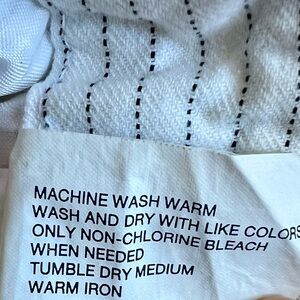 MACHINE WASH WARM
WASH AND DRY WITH LIKE COLORS
ONLY NON-CHLORINE BLEACH
WHEN NEEDED
TUMBLE DRY MEDIUM
WARM IRON